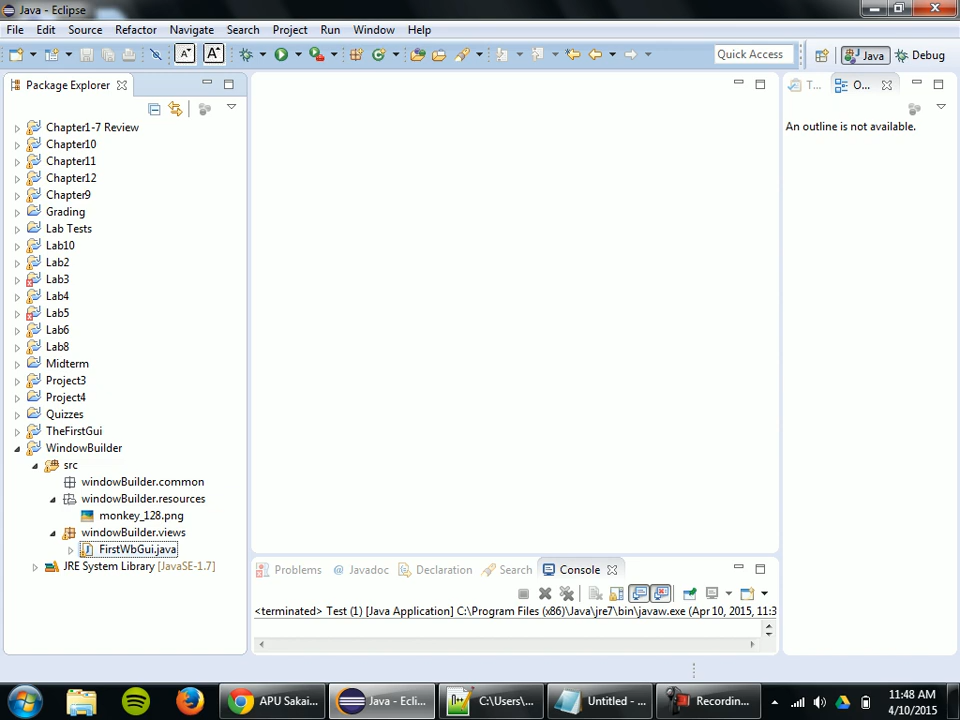 Java - Eclipse
File Edit Source Refactor Navigate Search Project Run Window Help
Quick Access Java Debug
Package Explorer
T... O...
An outline is not available.
Chapter1-7 Review
Chapter10
Chapter11
Chapter12
Chapter9
Grading
Lab Tests
Lab10
Lab2
Lab3
Lab4
Lab5
Lab6
Lab8
Midterm
Project3
Project4
Quizzes
TheFirstGui
WindowBuilder
src
windowBuilder.common
windowBuilder.resources
monkey_128.png
windowBuilder.views
FirstWbGui.java
JRE System Library [JavaSE-1.7]
Problems Javadoc Declaration Search Console
<terminated> Test (1) [Java Application] C:\Program Files (x86)\Java\jre7\bin\javaw.exe (Apr 10, 2015, 11:3
APU Sakai... Java - Ecli... C:\Users\... Untitled - ... Recordin...
11:48 AM
4/10/2015